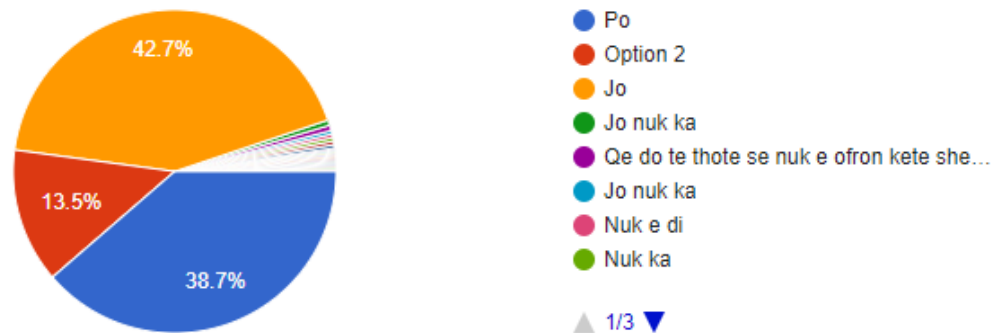 42.7%
13.5%
38.7%
Po
Option 2
Jo
Jo nuk ka
Qe do te thote se nuk e ofron kete she...
Jo nuk ka
Nuk e di
Nuk ka
1/3